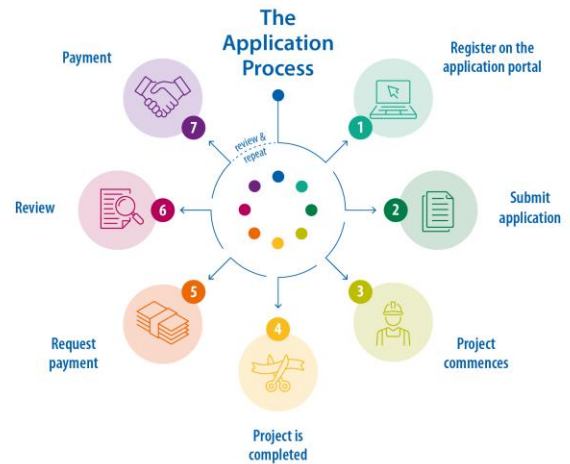 The
Application
Process
Register on the
application portal
1
Submit
application
2
3
Project
commences
4
Project is
completed
5
Request
payment
6
Review
7
Payment
review &
repeat